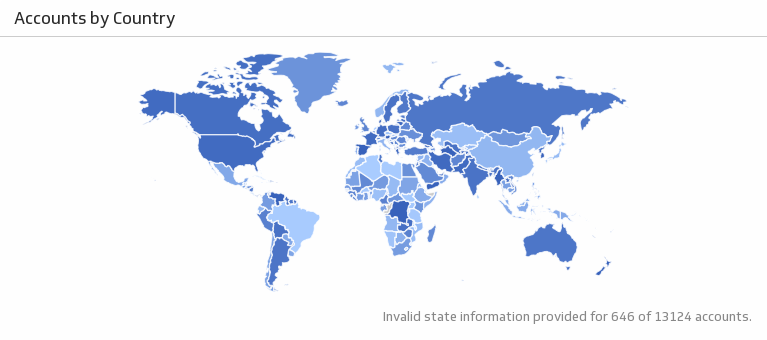 Accounts by Country
Invalid state information provided for 646 of 13124 accounts.